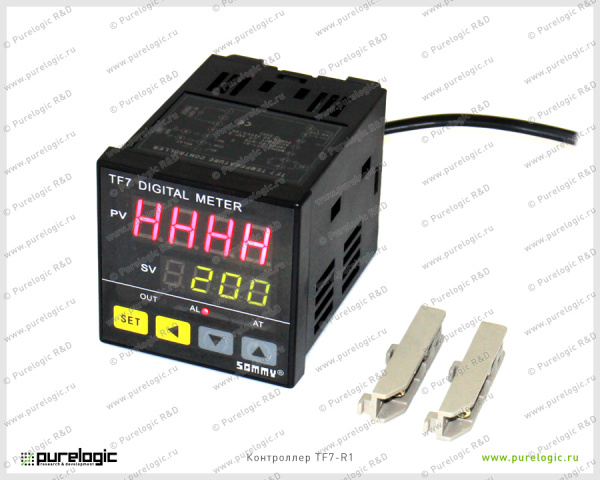 © Purelogic R&D
www.purelogic.ru
TF7 DIGITAL METER
PV HHHH
SV 200
OUT AL AT
SET
sommy®
purelogic
research & development
Контроллер TF7-R1
www.purelogic.ru